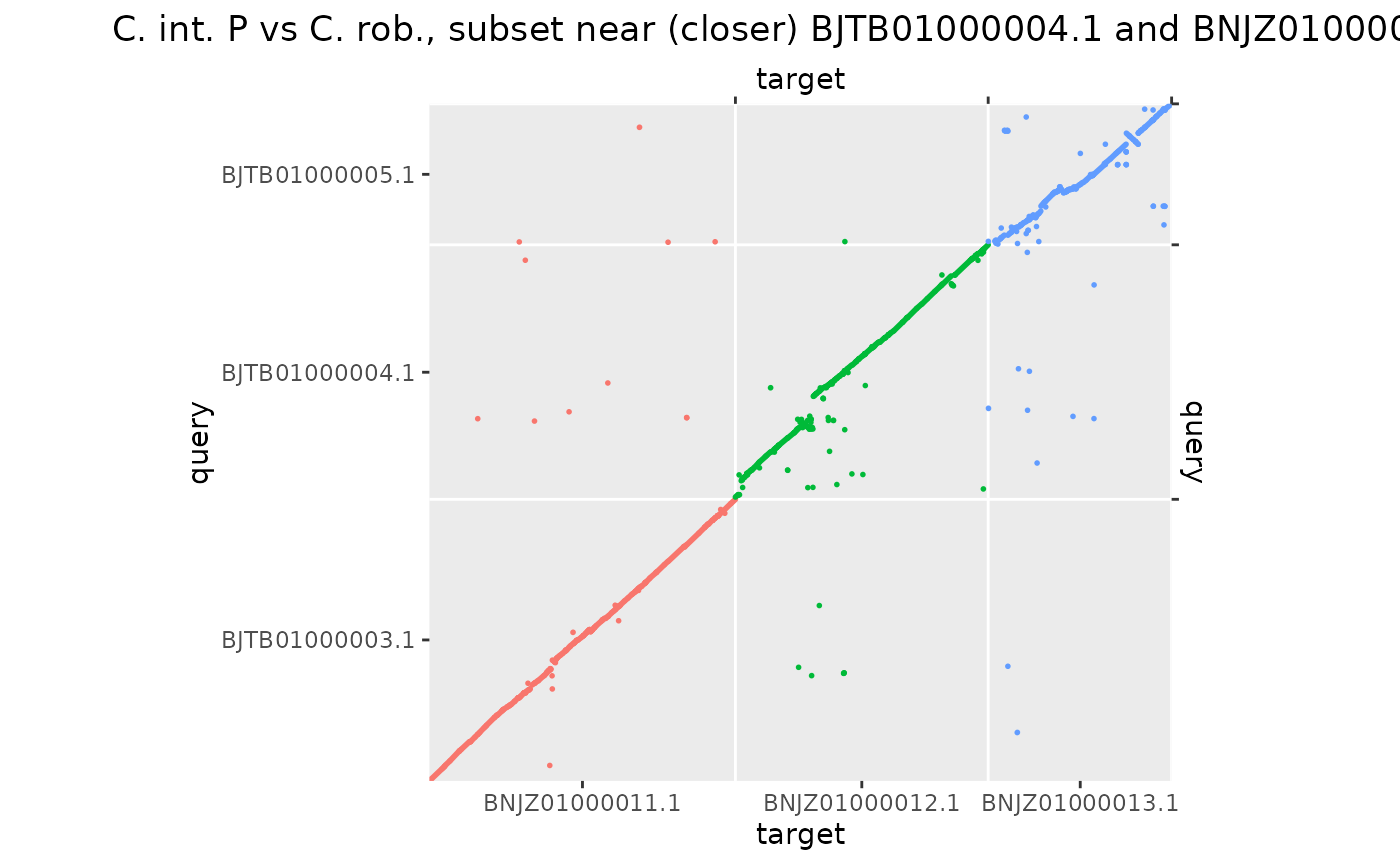 C. int. P vs C. rob., subset near (closer) BJTB01000004.1 and BNJZ01000
target
BJTB01000005.1
BJTB01000004.1
query
query
BJTB01000003.1
BNJZ01000011.1 BNJZ01000012.1 BNJZ01000013.1
target